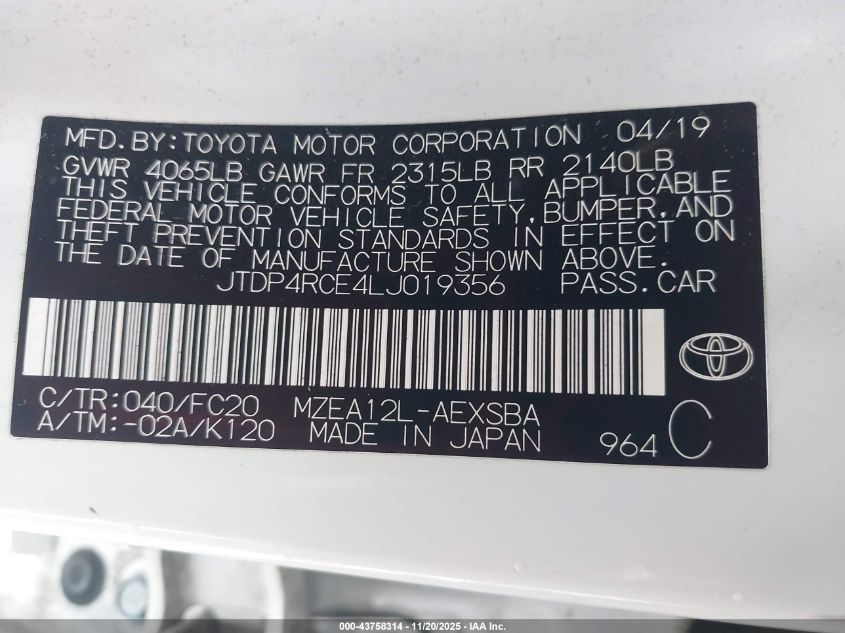 MFD.BY:TOYOTA MOTOR CORPORATION 04/19
GVWR 4065LB GAWR FR 2315LB RR 2140LB
THIS VEHICLE CONFORMS TO ALL APPLICABLE
FEDERAL MOTOR VEHICLE SAFETY,BUMPER,AND
THEFT PREVENTION STANDARDS IN EFFECT ON
THE DATE OF MANUFACTURE SHOWN ABOVE.
JTDP4RCE4LJ019356 PASS.CAR
C/TR:040/FC20 MZEA12L-AEXSBA
A/TM:-02A/K120 MADE IN JAPAN 964 C
000-43758314 - 11/20/2025 - IAA Inc.